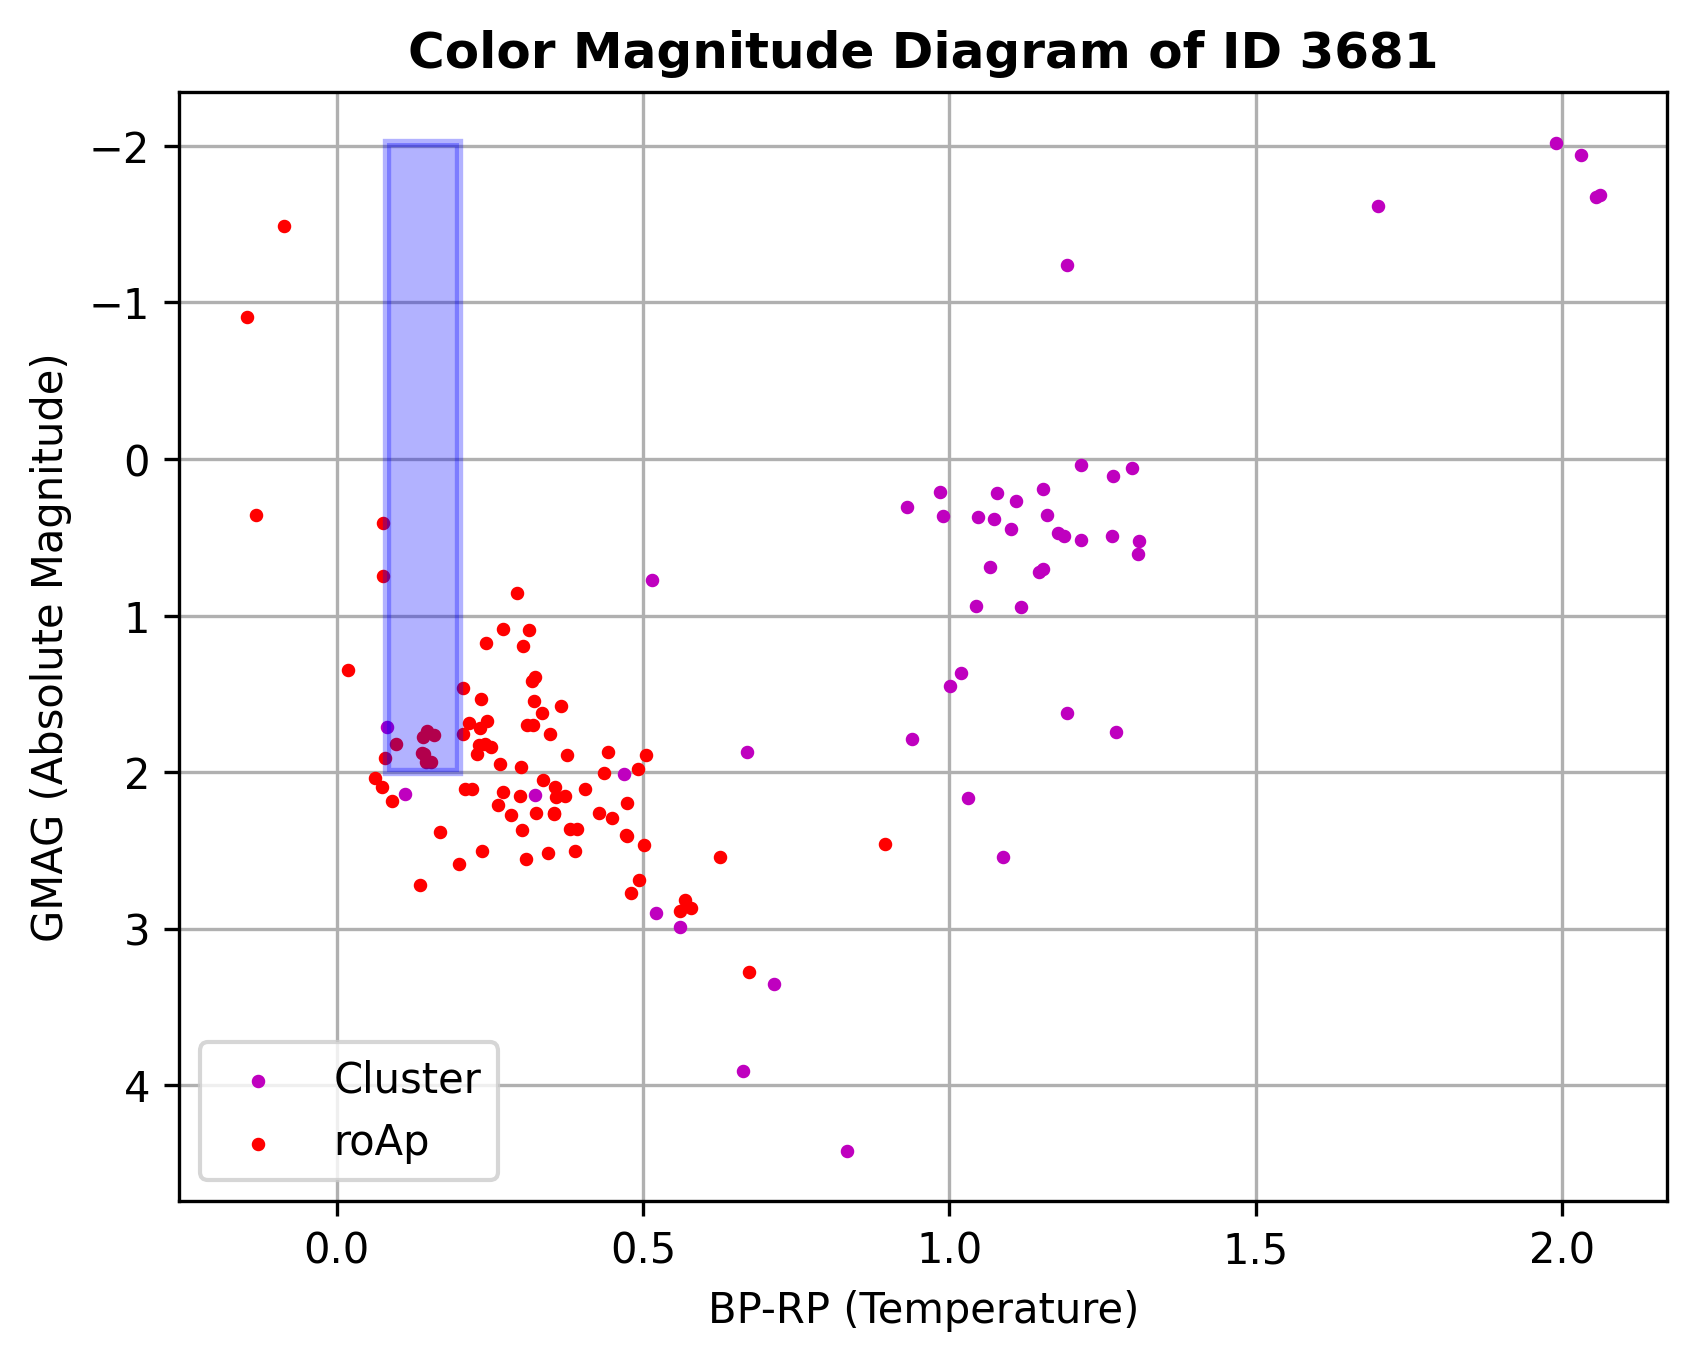 Color Magnitude Diagram of ID 3681
GMAG (Absolute Magnitude)
−2
−1
0
1
2
3
4
Cluster
roAp
0.0 0.5 1.0 1.5 2.0
BP-RP (Temperature)